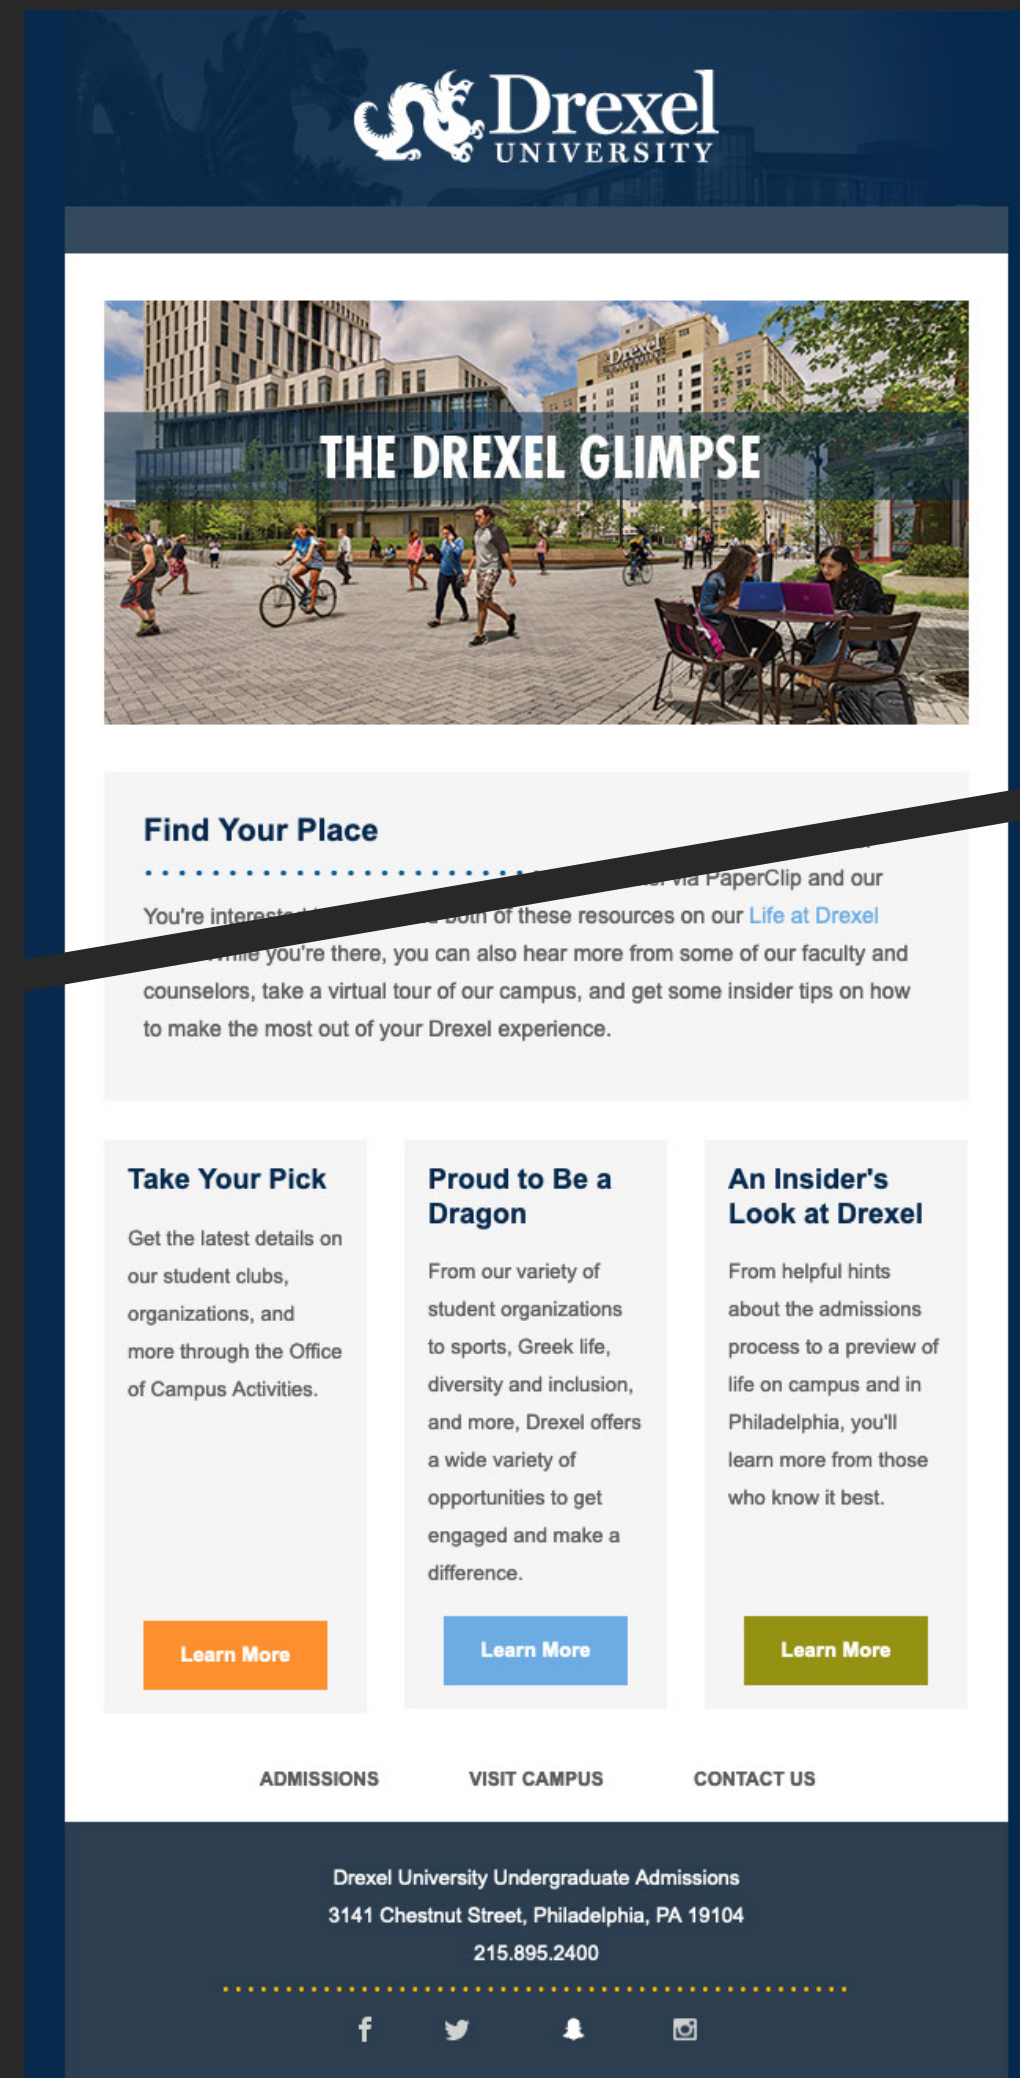 Drexel
UNIVERSITY
Drexel
UNIVERSITY
THE DREXEL GLIMPSE
Find Your Place
via PaperClip and our
You're interested both of these resources on our Life at Drexel
while you're there, you can also hear more from some of our faculty and
counselors, take a virtual tour of our campus, and get some insider tips on how
to make the most out of your Drexel experience.
Take Your Pick
Get the latest details on
our student clubs,
organizations, and
more through the Office
of Campus Activities.
Learn More
Proud to Be a
Dragon
From our variety of
student organizations
to sports, Greek life,
diversity and inclusion,
and more, Drexel offers
a wide variety of
opportunities to get
engaged and make a
difference.
Learn More
An Insider's
Look at Drexel
From helpful hints
about the admissions
process to a preview of
life on campus and in
Philadelphia, you'll
learn more from those
who know it best.
Learn More
ADMISSIONS VISIT CAMPUS CONTACT US
Drexel University Undergraduate Admissions
3141 Chestnut Street, Philadelphia, PA 19104
215.895.2400